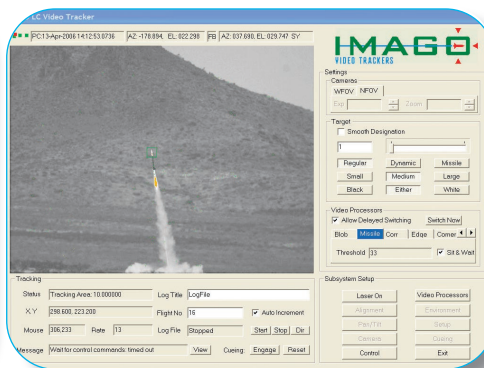 LC Video Tracker
PC:13-Apr-2006 14:12:53.0736 AZ: -178.894, EL: 022.298 FB AZ: 037.690, EL: 029.747 SY
IMAGO
VIDEO TRACKERS
Settings
Cameras
WFOV NFOV
Exp Zoom
Target
Smooth Designation
1
Regular Dynamic Missile
Small Medium Large
Black Either White
Video Processors
Allow Delayed Switching Switch Now
Blob Missile Corr Edge Corner
Threshold 33 Sit & Wait
Tracking
Status Tracking Area: 10.000000 Log Title LogFile
X,Y 298.600, 223.200 Flight No 16 Auto Increment
Mouse 306,233 Rate 13 Log File Stopped Start Stop Dir
Message Wait for control commands: timed out View Cueing: Engage Reset
Subsystem Setup
Laser On Video Processors
Alignment Environment
Pan/Tilt Setup
Camera Cueing
Control Exit